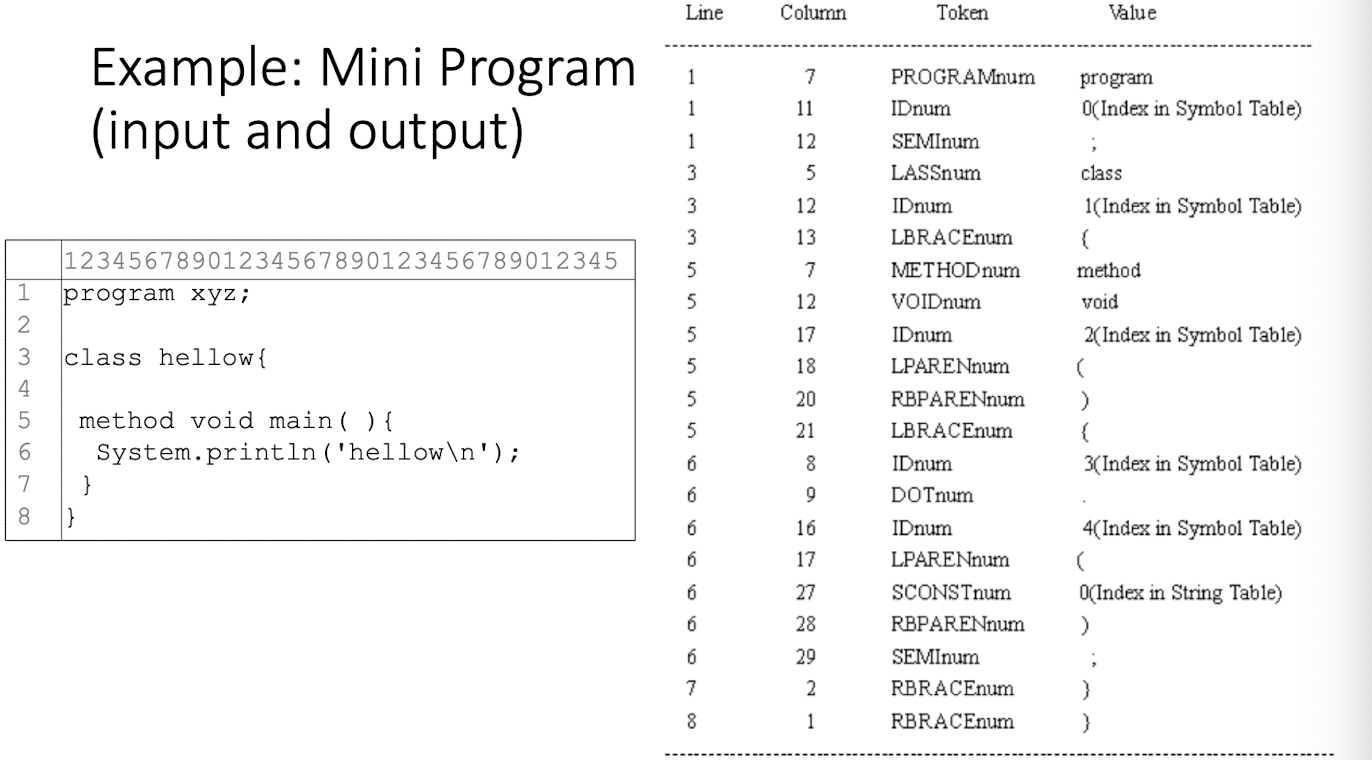 Example: Mini Program
(input and output)
12345678901234567890123456789012345
1 program xyz;
2
3 class hellow{
4
5  method void main( ){
6   System.println('hellow\n');
7  }
8 }
Line Column Token Value
1 7 PROGRAMnum program
1 11 IDnum 0(Index in Symbol Table)
1 12 SEMInum ;
3 5 LASSnum class
3 12 IDnum 1(Index in Symbol Table)
3 13 LBRACEnum {
5 7 METHODnum method
5 12 VOIDnum void
5 17 IDnum 2(Index in Symbol Table)
5 18 LPARENnum (
5 20 RBPARENnum )
5 21 LBRACEnum {
6 8 IDnum 3(Index in Symbol Table)
6 9 DOTnum .
6 16 IDnum 4(Index in Symbol Table)
6 17 LPARENnum (
6 27 SCONSTnum 0(Index in String Table)
6 28 RBPARENnum )
6 29 SEMInum ;
7 2 RBRACEnum }
8 1 RBRACEnum }